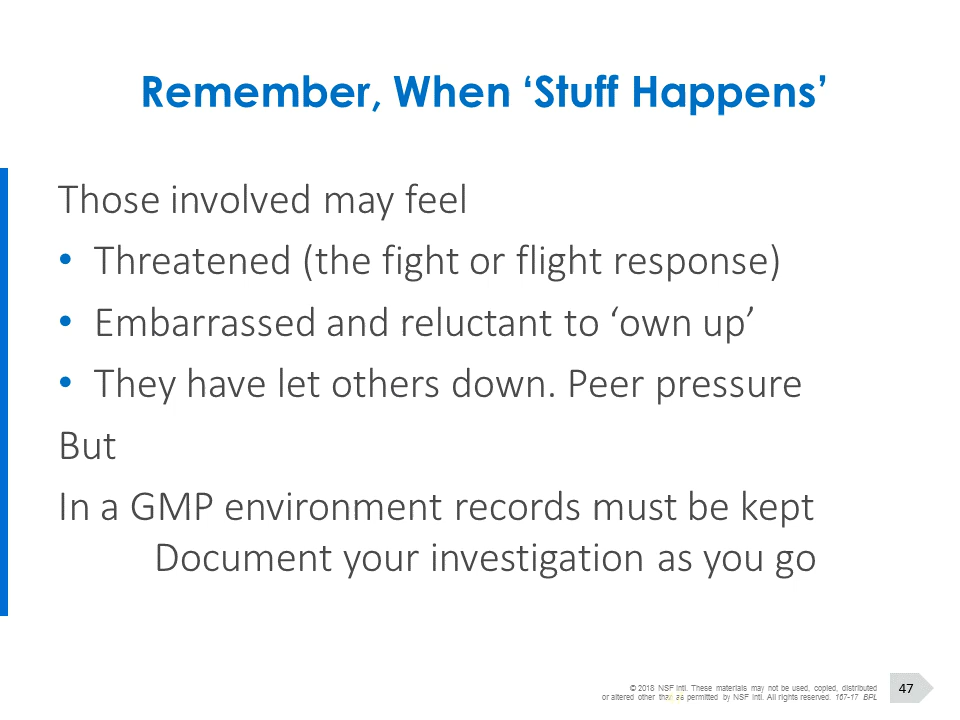 Remember, When ‘Stuff Happens’
Those involved may feel
• Threatened (the fight or flight response)
• Embarrassed and reluctant to ‘own up’
• They have let others down. Peer pressure
But
In a GMP environment records must be kept
Document your investigation as you go
© 2018 NSF Intl. These materials may not be used, copied, distributed
or altered other than as permitted by NSF Intl. All rights reserved. 167-17 BPL
47